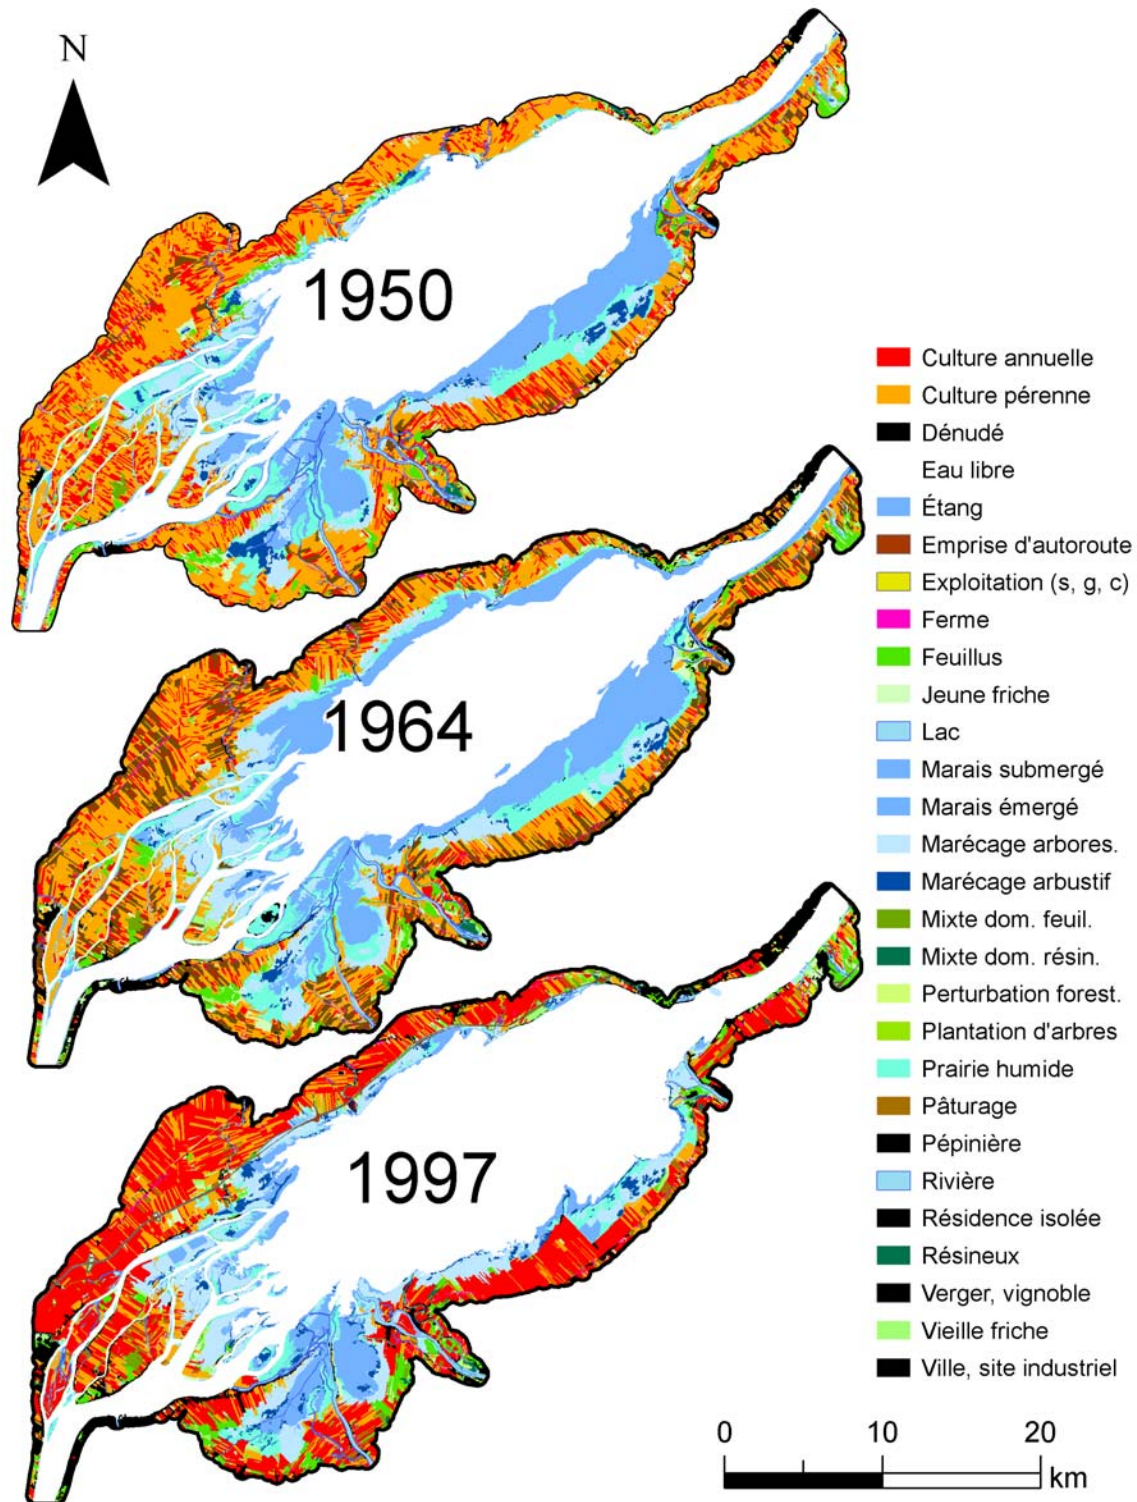 N
1950
1964
1997
Culture annuelle
Culture pérenne
Dénudé
Eau libre
Étang
Emprise d'autoroute
Exploitation (s, g, c)
Ferme
Feuillus
Jeune friche
Lac
Marais submergé
Marais émergé
Marécage arbores.
Marécage arbustif
Mixte dom. feuil.
Mixte dom. résin.
Perturbation forest.
Plantation d'arbres
Prairie humide
Pâturage
Pépinière
Rivière
Résidence isolée
Résineux
Verger, vignoble
Vieille friche
Ville, site industriel
0 10 20
km